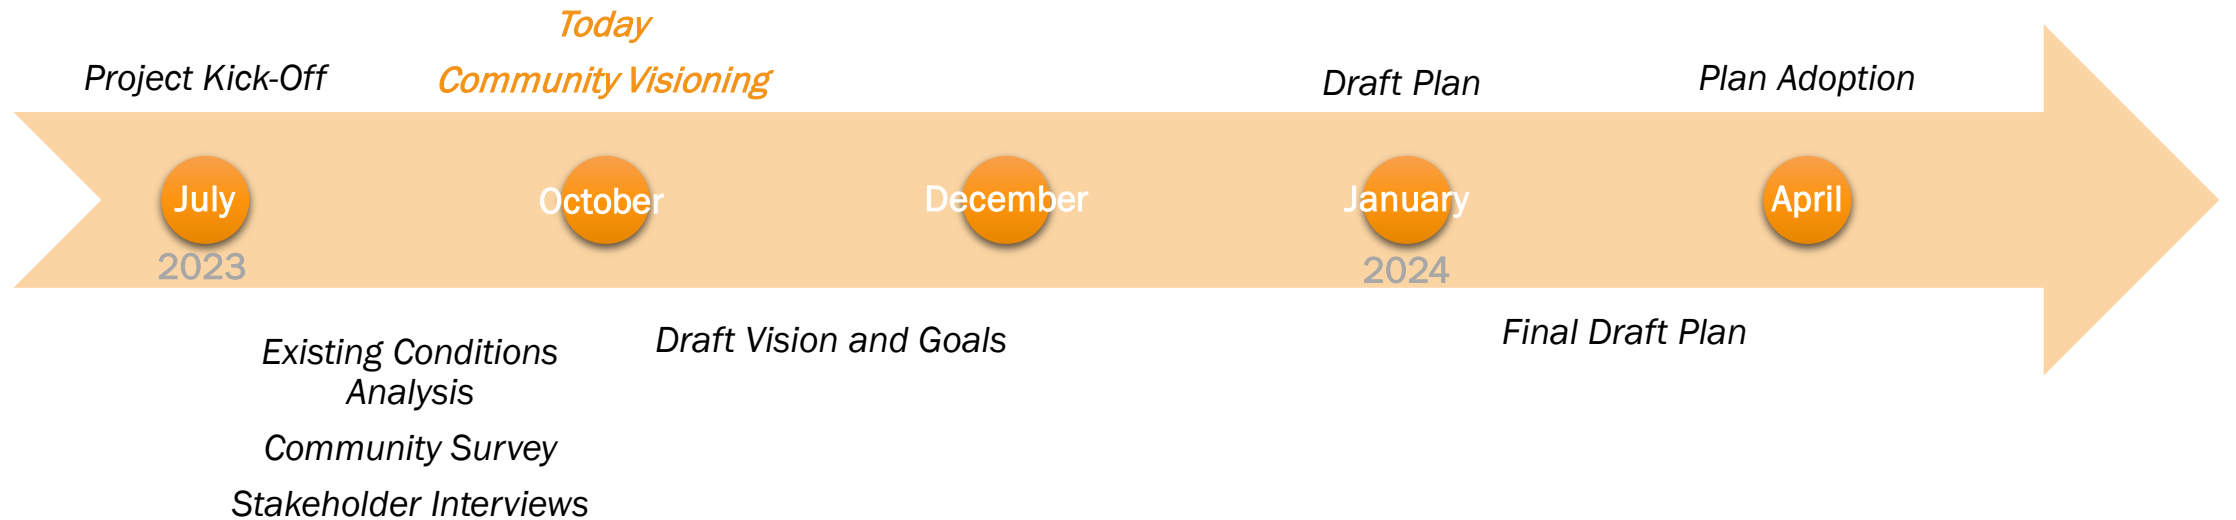 Today
Project Kick-Off
Community Visioning
Draft Plan
Plan Adoption
July
October
December
January
April
2023
2024
Existing Conditions
Analysis
Community Survey
Stakeholder Interviews
Draft Vision and Goals
Final Draft Plan